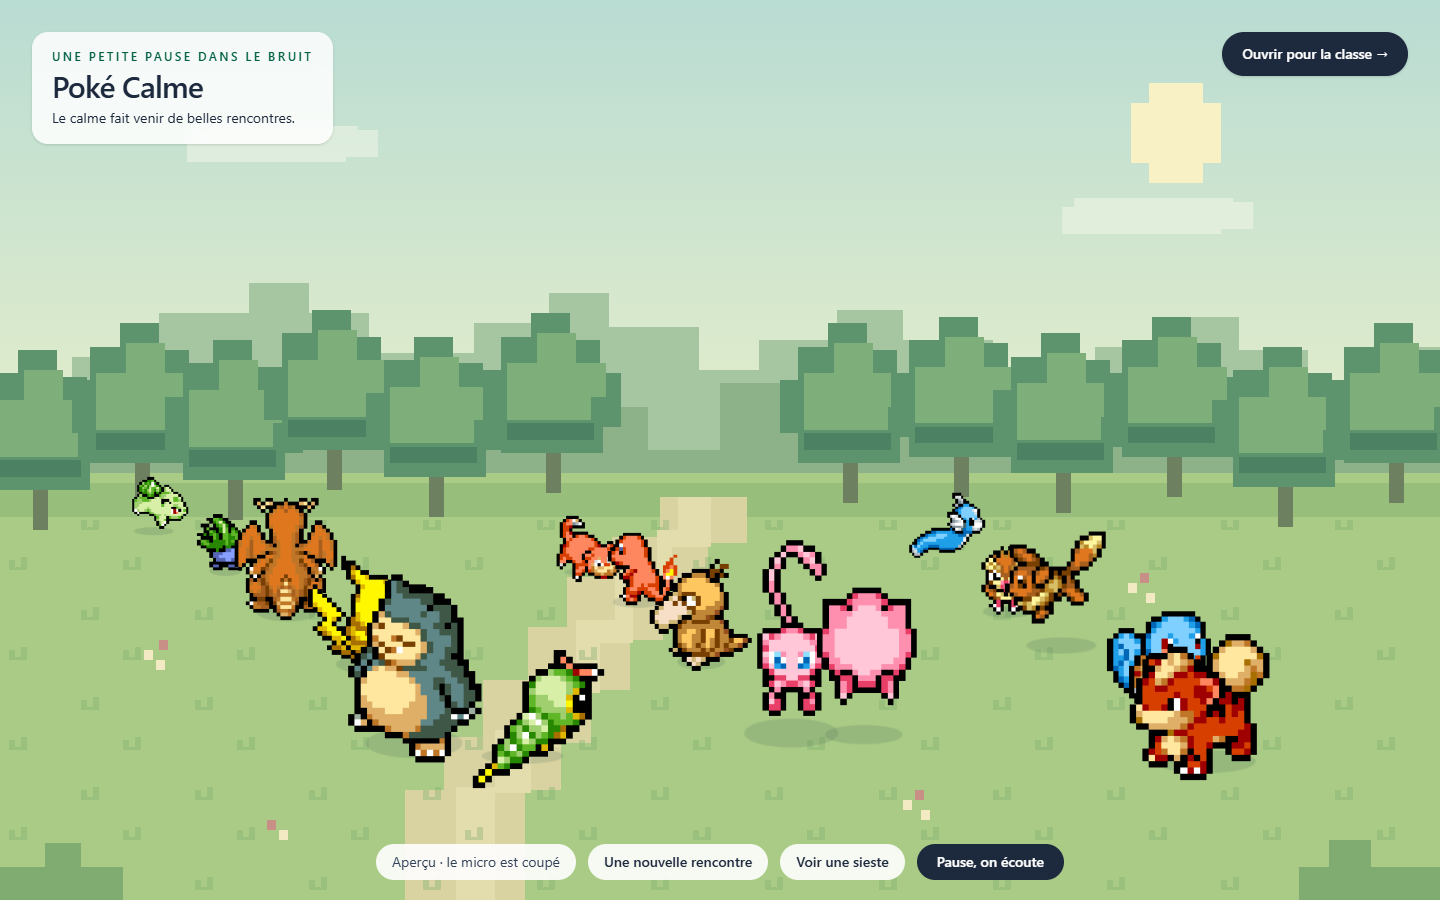 UNE PETITE PAUSE DANS LE BRUIT
Poké Calme
Le calme fait venir de belles rencontres.
Ouvrir pour la classe →
Aperçu · le micro est coupé
Une nouvelle rencontre
Voir une sieste
Pause, on écoute